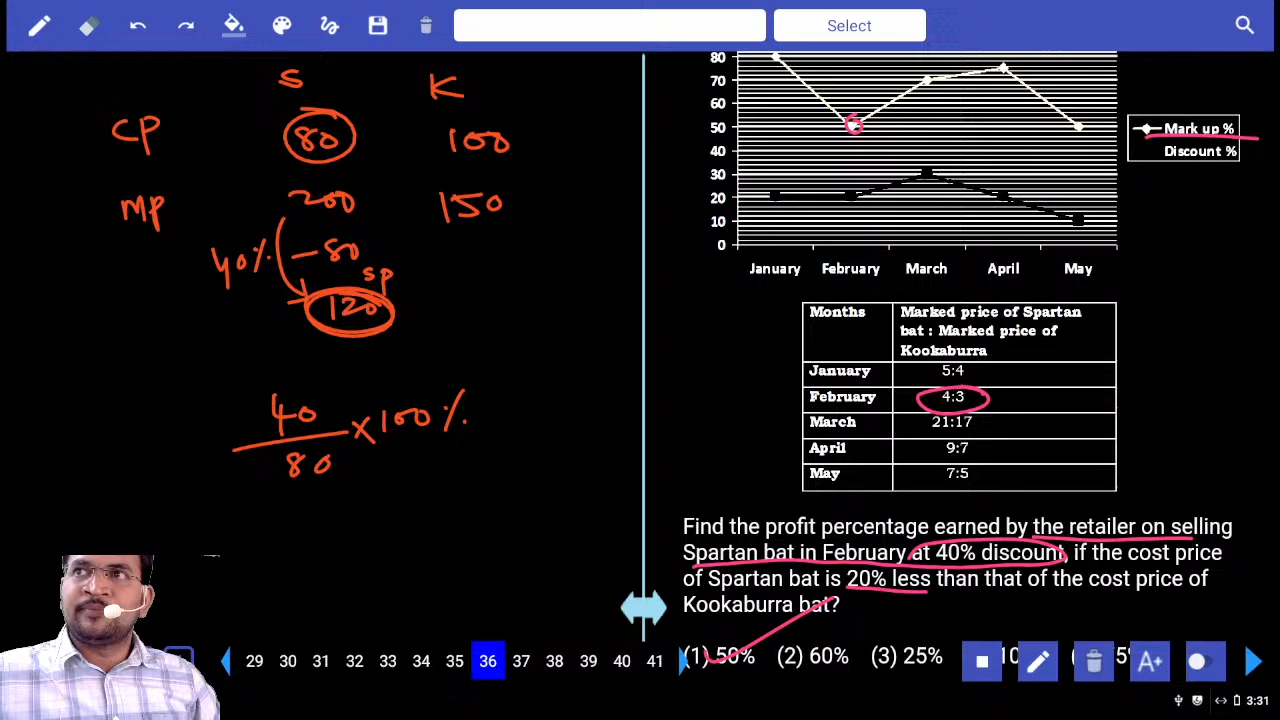 Select
S K
CP 80 100
MP 200 150
40% - 80
SP
120
40
80 × 100 %
80
70
60
50
40
30
20
10
0
January February March April May
Mark up %
Discount %
Months Marked price of Spartan bat : Marked price of Kookaburra
January 5:4
February 4:3
March 21:17
April 9:7
May 7:5
Find the profit percentage earned by the retailer on selling
Spartan bat in February at 40% discount, if the cost price
of Spartan bat is 20% less than that of the cost price of
Kookaburra bat?
(1) 50% (2) 60% (3) 25%
29 30 31 32 33 34 35 36 37 38 39 40 41
A+
3:31